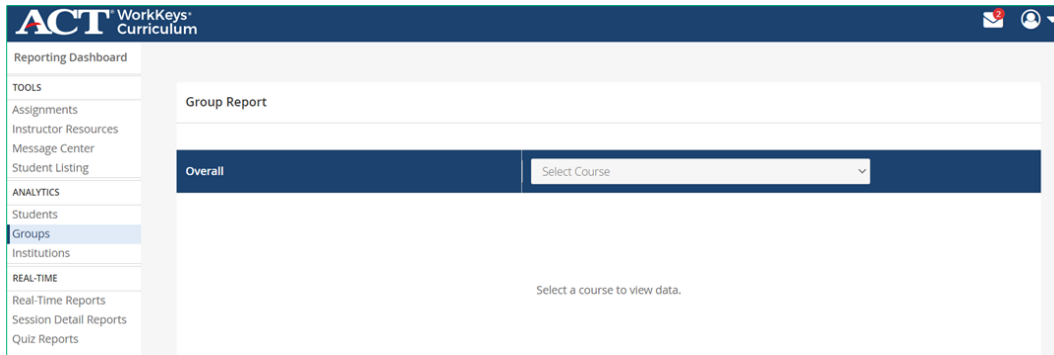 ACT® WorkKeys®
Curriculum
2
Reporting Dashboard
TOOLS
Assignments
Instructor Resources
Message Center
Student Listing
ANALYTICS
Students
Groups
Institutions
REAL-TIME
Real-Time Reports
Session Detail Reports
Quiz Reports
Group Report
Overall
Select Course
Select a course to view data.